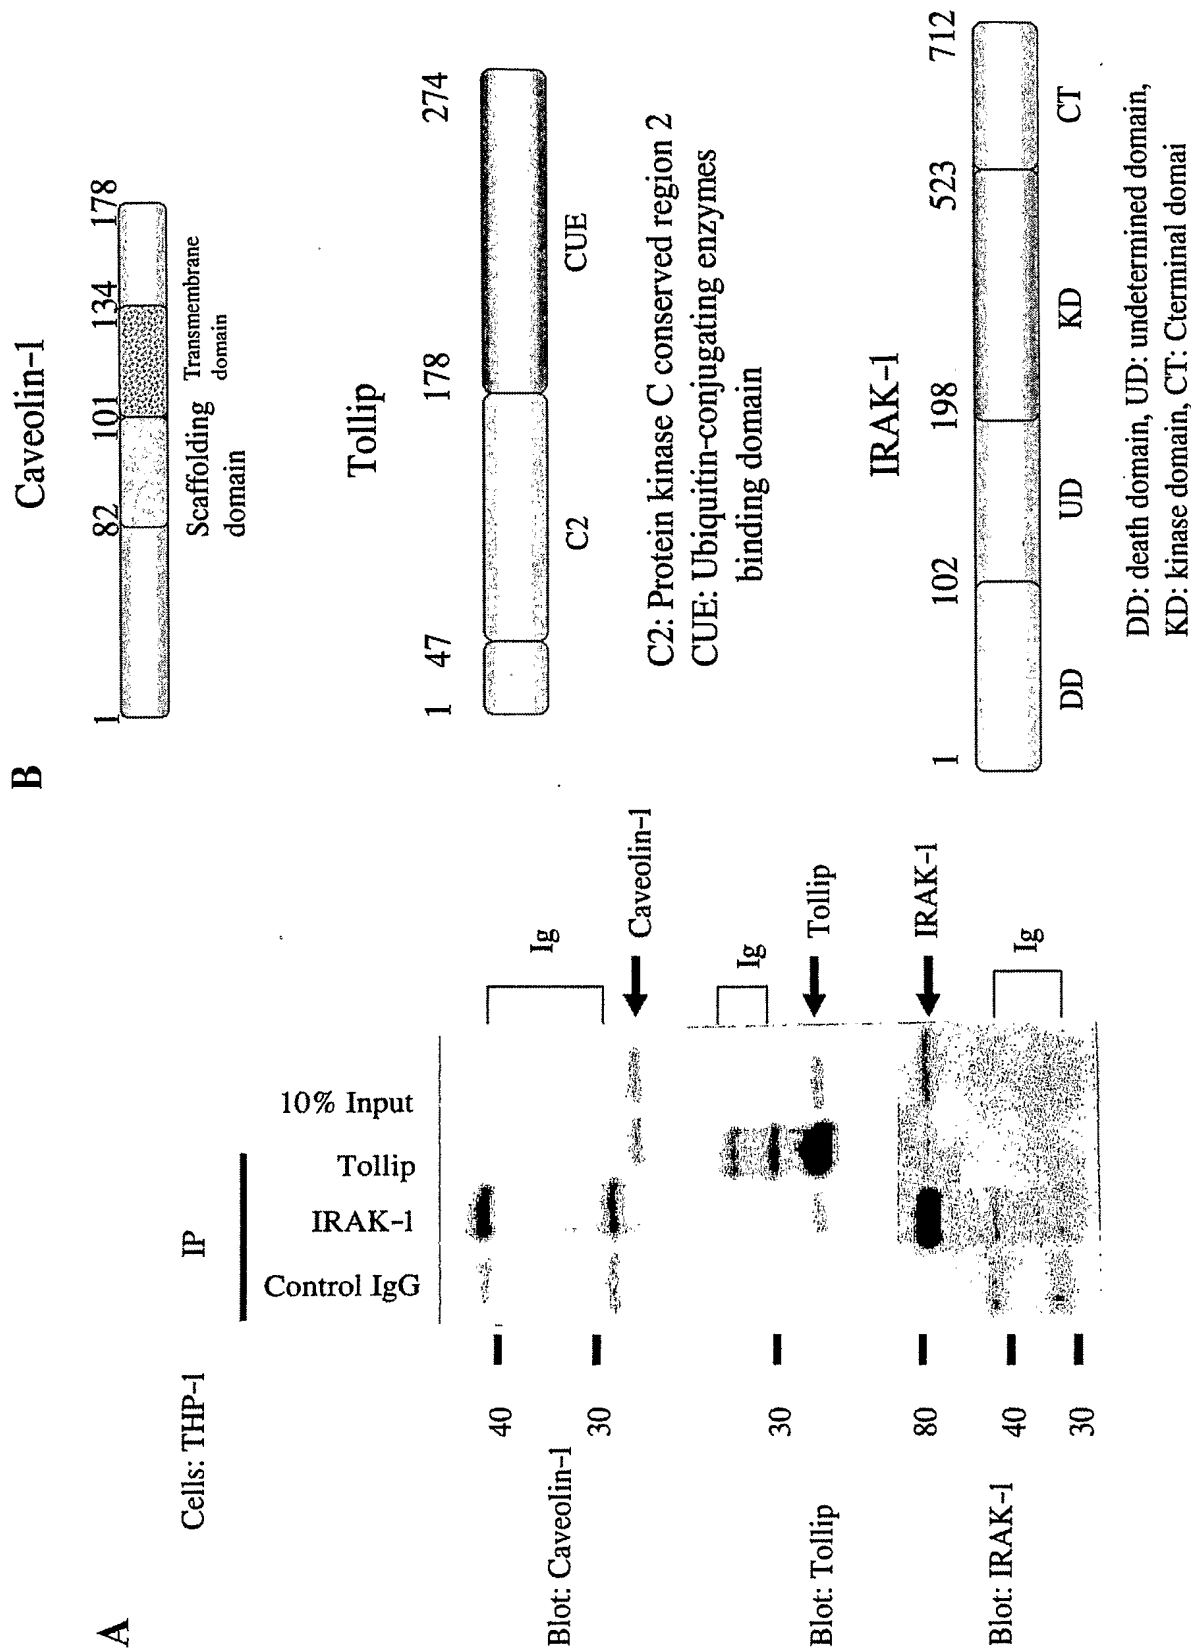 A
Cells: THP-1
IP
Control IgG
IRAK-1
Tollip
10% Input
Blot: Caveolin-1
40
30
Ig
Caveolin-1
Blot: Tollip
30
Ig
Tollip
Blot: IRAK-1
80
40
30
IRAK-1
Ig
B
Caveolin-1
1 82 101 134 178
Scaffolding domain
Transmembrane domain
Tollip
1 47 178 274
C2 CUE
C2: Protein kinase C conserved region 2
CUE: Ubiquitin-conjugating enzymes
binding domain
IRAK-1
1 102 198 523 712
DD UD KD CT
DD: death domain, UD: undetermined domain,
KD: kinase domain, CT: Cterminal domai